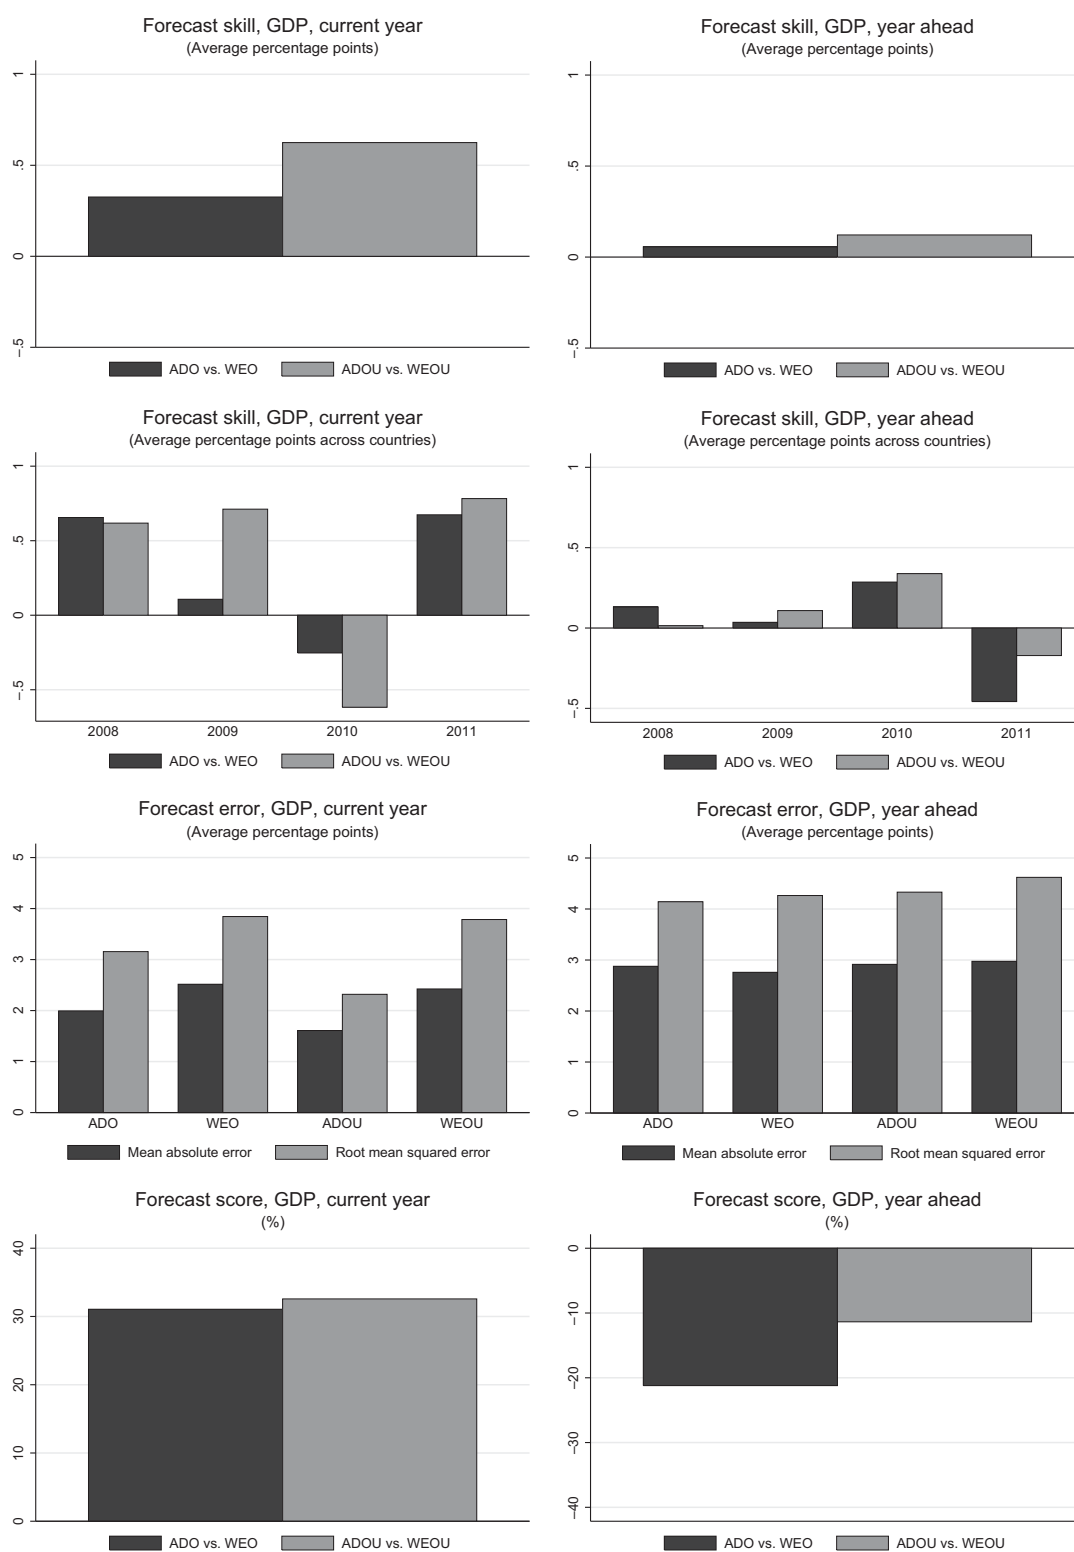 Forecast skill, GDP, current year
(Average percentage points)
1
.5
0
–.5
ADO vs. WEO ADOU vs. WEOU
Forecast skill, GDP, year ahead
(Average percentage points)
1
.5
0
–.5
ADO vs. WEO ADOU vs. WEOU
Forecast skill, GDP, current year
(Average percentage points across countries)
1
.5
0
–.5
2008 2009 2010 2011
ADO vs. WEO ADOU vs. WEOU
Forecast skill, GDP, year ahead
(Average percentage points across countries)
1
.5
0
–.5
2008 2009 2010 2011
ADO vs. WEO ADOU vs. WEOU
Forecast error, GDP, current year
(Average percentage points)
5
4
3
2
1
0
ADO WEO ADOU WEOU
Mean absolute error Root mean squared error
Forecast error, GDP, year ahead
(Average percentage points)
5
4
3
2
1
0
ADO WEO ADOU WEOU
Mean absolute error Root mean squared error
Forecast score, GDP, current year
(%)
40
30
20
10
0
ADO vs. WEO ADOU vs. WEOU
Forecast score, GDP, year ahead
(%)
0
–10
–20
–30
–40
ADO vs. WEO ADOU vs. WEOU